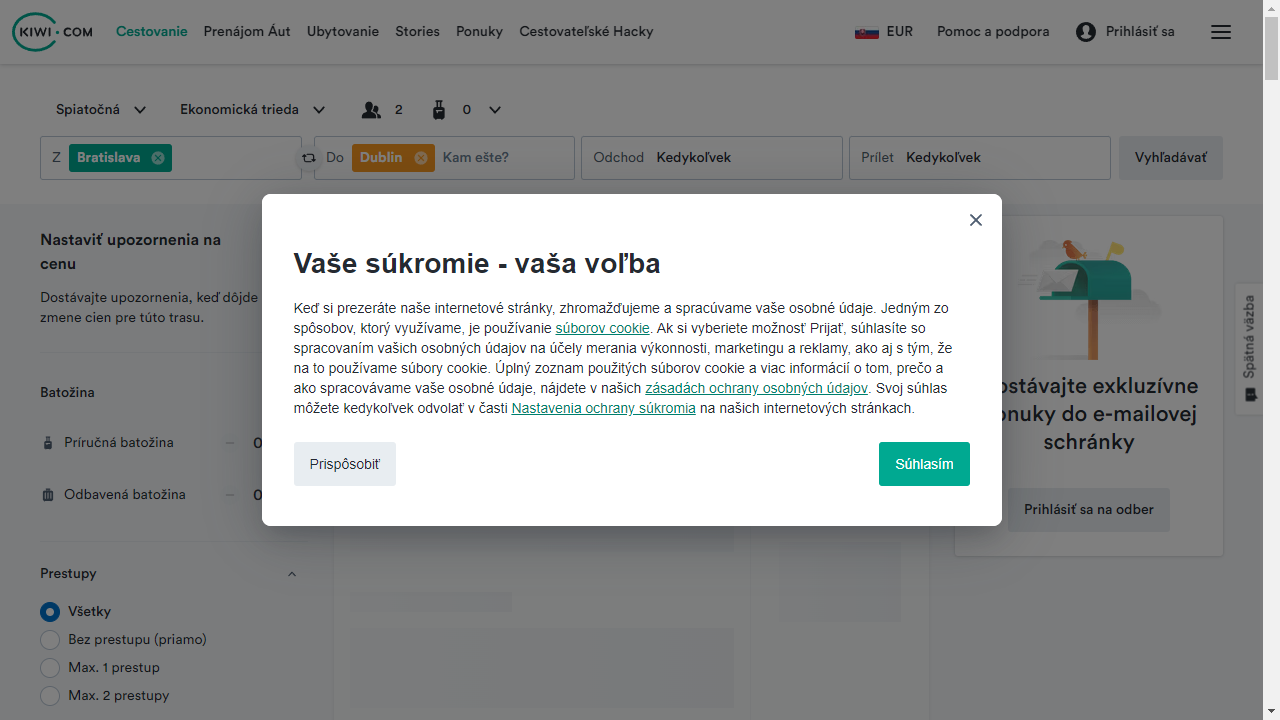 KIWI.COM Cestovanie Prenájom Áut Ubytovanie Stories Ponuky Cestovateľské Hacky EUR Pomoc a podpora Prihlásiť sa
Spiatočná Ekonomická trieda 2 0
Z Bratislava Do Dublin Kam ešte? Odchod Kedykoľvek Prílet Kedykoľvek Vyhľadávať
Nastaviť upozornenia na
cenu
Dostávajte upozornenia, keď dôjde
zmene cien pre túto trasu.
Batožina
Príručná batožina
Odbavená batožina
Prestupy
Všetky
Bez prestupu (priamo)
Max. 1 prestup
Max. 2 prestupy
Vaše súkromie - vaša voľba
Keď si prezeráte naše internetové stránky, zhromažďujeme a spracúvame vaše osobné údaje. Jedným zo
spôsobov, ktorý využívame, je používanie súborov cookie. Ak si vyberiete možnosť Prijať, súhlasíte so
spracovaním vašich osobných údajov na účely merania výkonnosti, marketingu a reklamy, ako aj s tým, že
na to používame súbory cookie. Úplný zoznam použitých súborov cookie a viac informácií o tom, prečo a
ako spracovávame vaše osobné údaje, nájdete v našich zásadách ochrany osobných údajov. Svoj súhlas
môžete kedykoľvek odvolať v časti Nastavenia ochrany súkromia na našich internetových stránkach.
Prispôsobiť Súhlasím
ostávajte exkluzívne
onuky do e-mailovej
schránky
Prihlásiť sa na odber
Spätná väzba